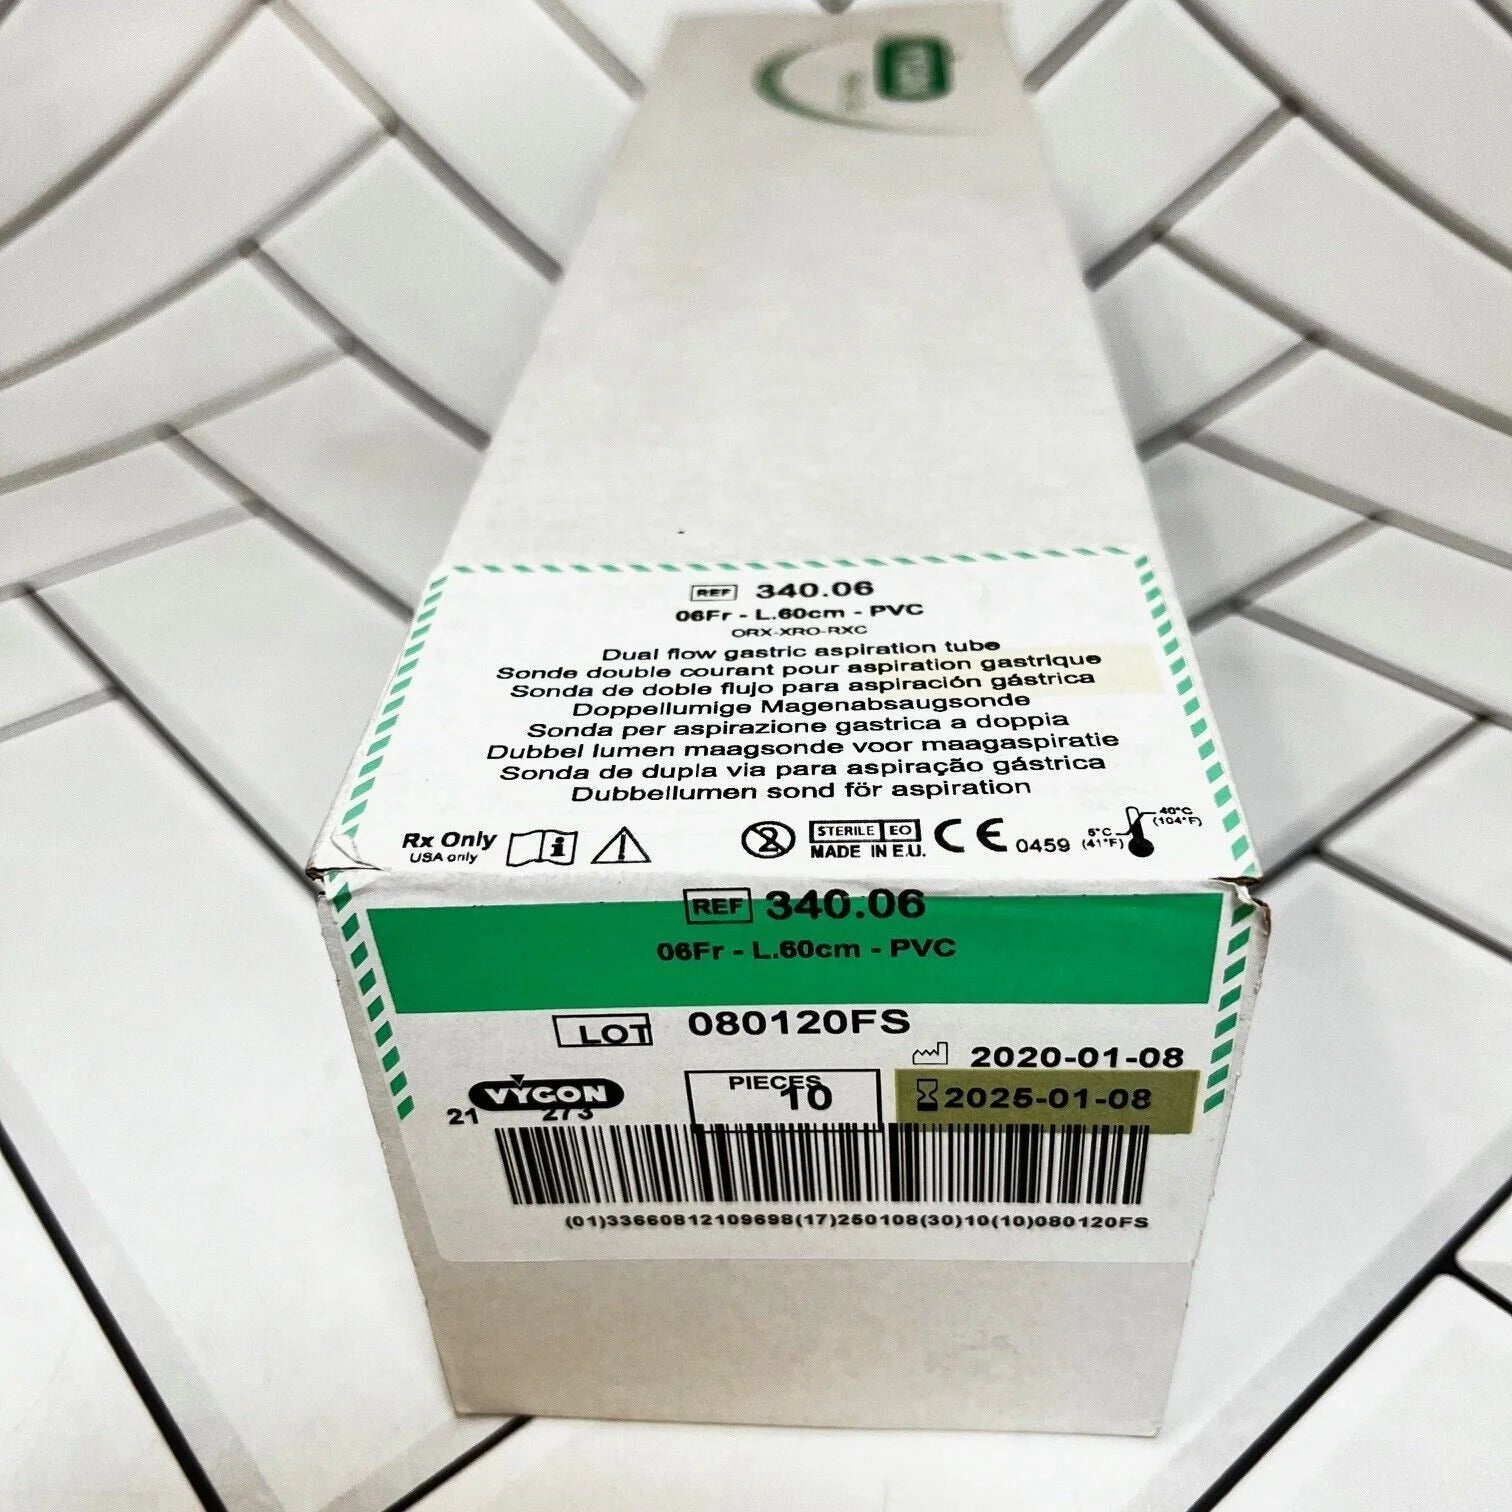 REF 340.06
06Fr - L.60cm - PVC
ORX-XRO-RXC
Dual flow gastric aspiration tube
Sonde double courant pour aspiration gastrique
Sonda de doble flujo para aspiración gástrica
Doppellumige Magenabsaugsonde
Sonda per aspirazione gastrica a doppia
Dubbel lumen maagsonde voor maagaspiratie
Sonda de dupla via para aspiração gástrica
Dubbellumen sond för aspiration
Rx Only
USA only
i
2
STERILE EO
MADE IN E.U.
CE 0459
5°C
(41°F)
40°C
(104°F)
REF 340.06
06Fr - L.60cm - PVC
LOT 080120FS
2020-01-08
VYGON
21 273
PIECES
10
2025-01-08
(01)33660812109698(17)250108(30)10(10)080120FS